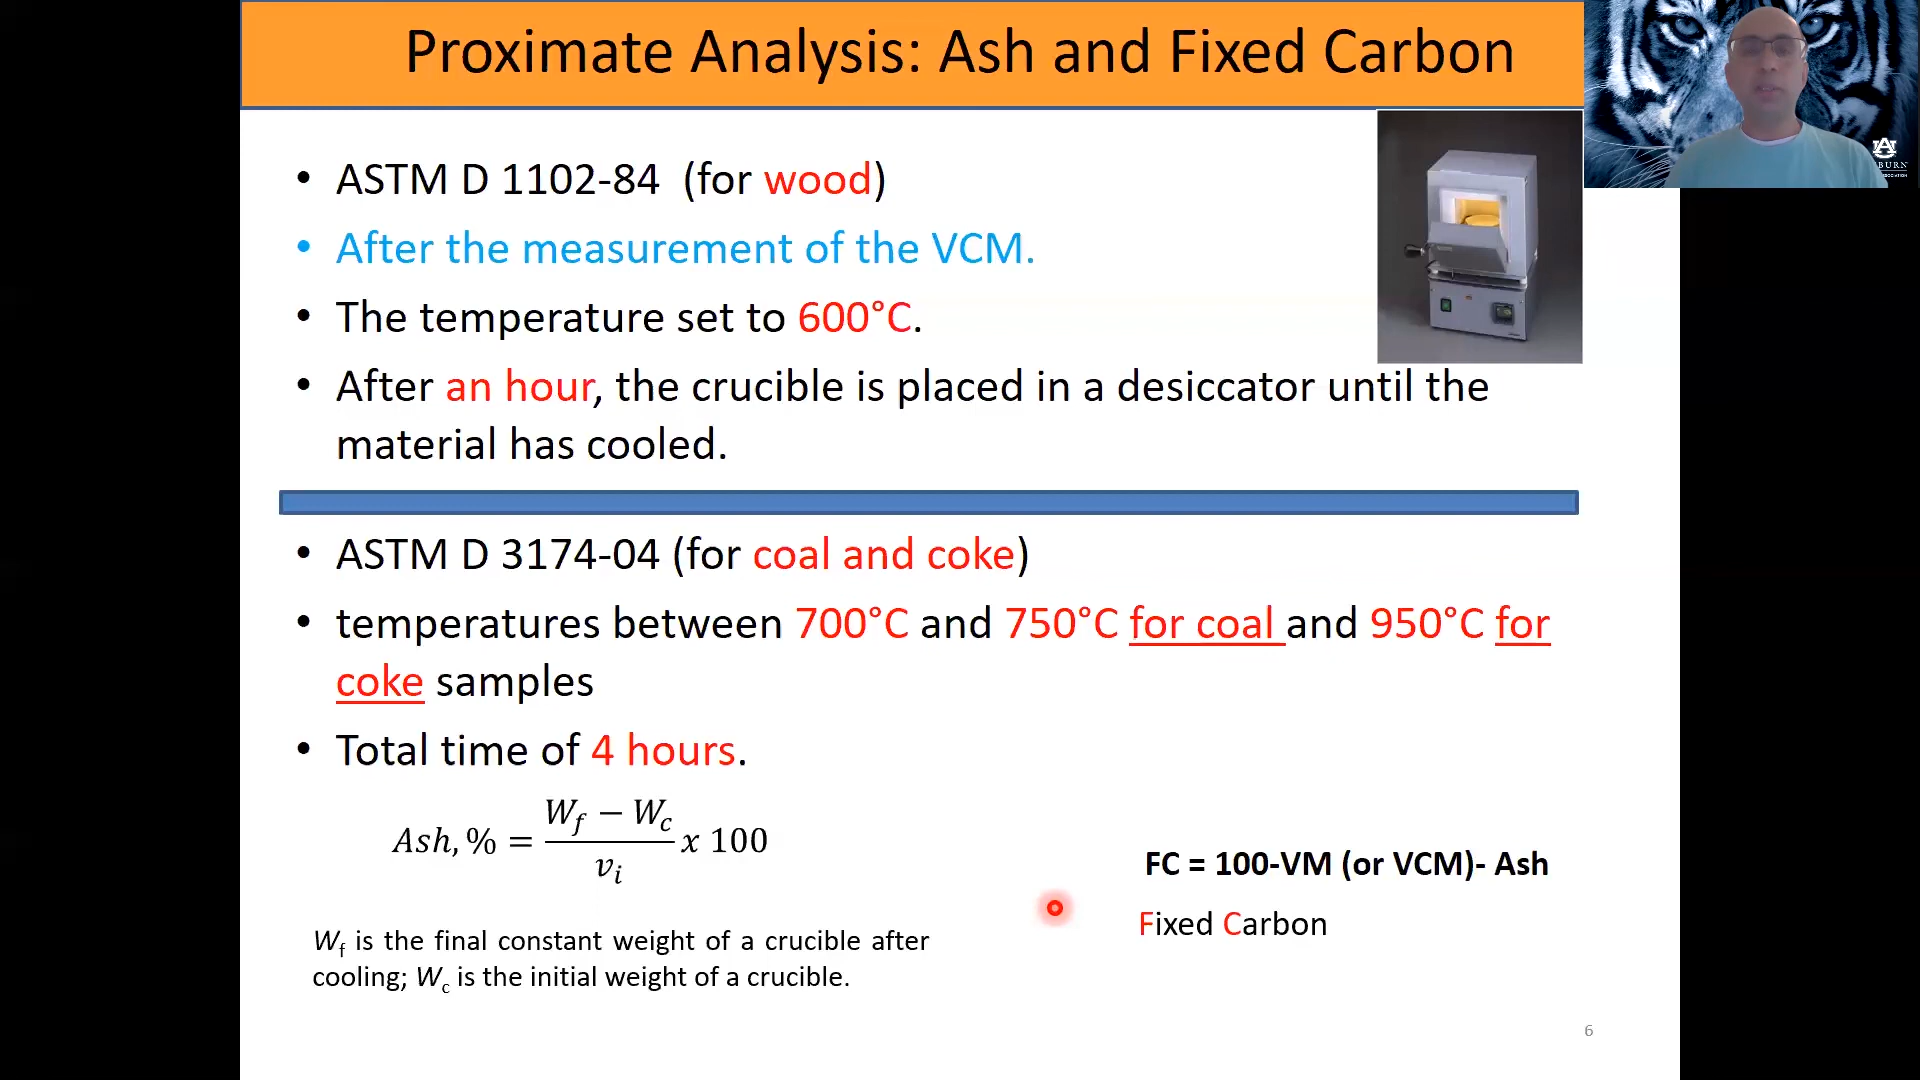 Proximate Analysis: Ash and Fixed Carbon
• ASTM D 1102-84 (for wood)
• After the measurement of the VCM.
• The temperature set to 600°C.
• After an hour, the crucible is placed in a desiccator until the
material has cooled.
• ASTM D 3174-04 (for coal and coke)
• temperatures between 700°C and 750°C for coal and 950°C for
coke samples
• Total time of 4 hours.
Ash, % = (W_f − W_c)/v_i x 100
FC = 100-VM (or VCM)- Ash
Fixed Carbon
W_f is the final constant weight of a crucible after
cooling; W_c is the initial weight of a crucible.
6